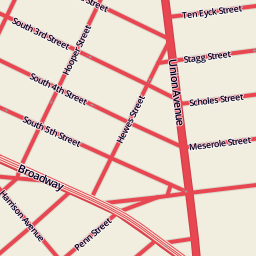 Street
Ten Eyck Street
South 3rd Street
Hooper Street
Stagg Street
Union Avenue
South 4th Street
Scholes Street
Hewes Street
South 5th Street
Meserole Street
Broadway
Harrison Avenue
Penn Street